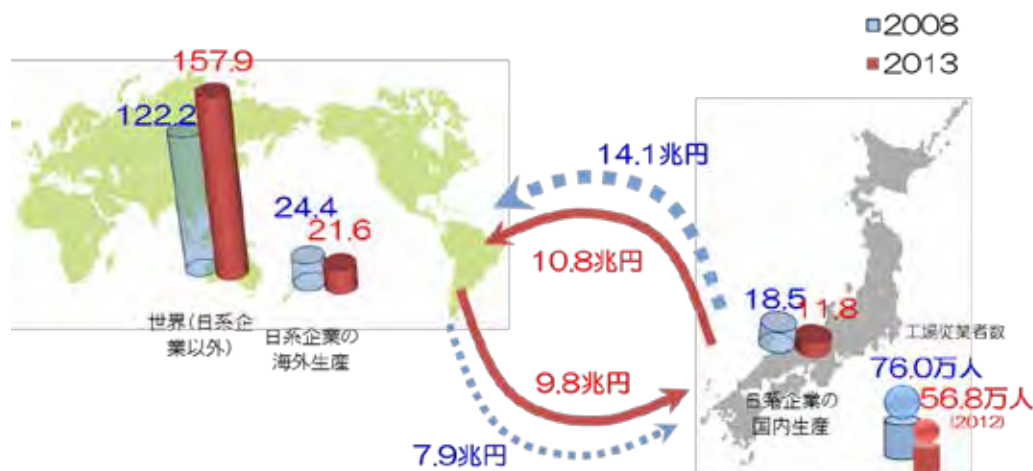 2008
2013
157.9
122.2
24.4
21.6
世界(日系企
業以外)
日系企業の
海外生産
14.1兆円
10.8兆円
9.8兆円
7.9兆円
18.5
11.8
日系企業の
国内生産
工場従業者数
76.0万人
56.8万人
(2012)